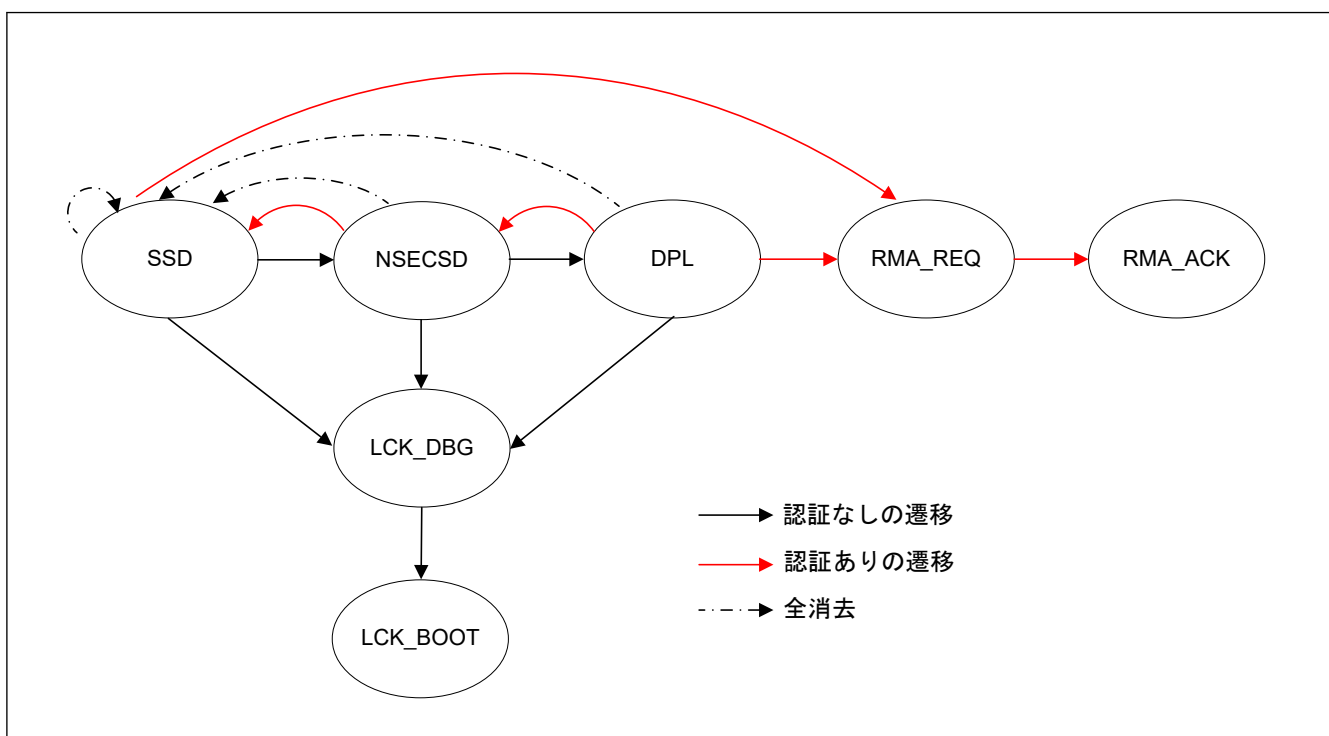 SSD
NSECSD
DPL
RMA_REQ
RMA_ACK
LCK_DBG
LCK_BOOT
認証なしの遷移
認証ありの遷移
全消去